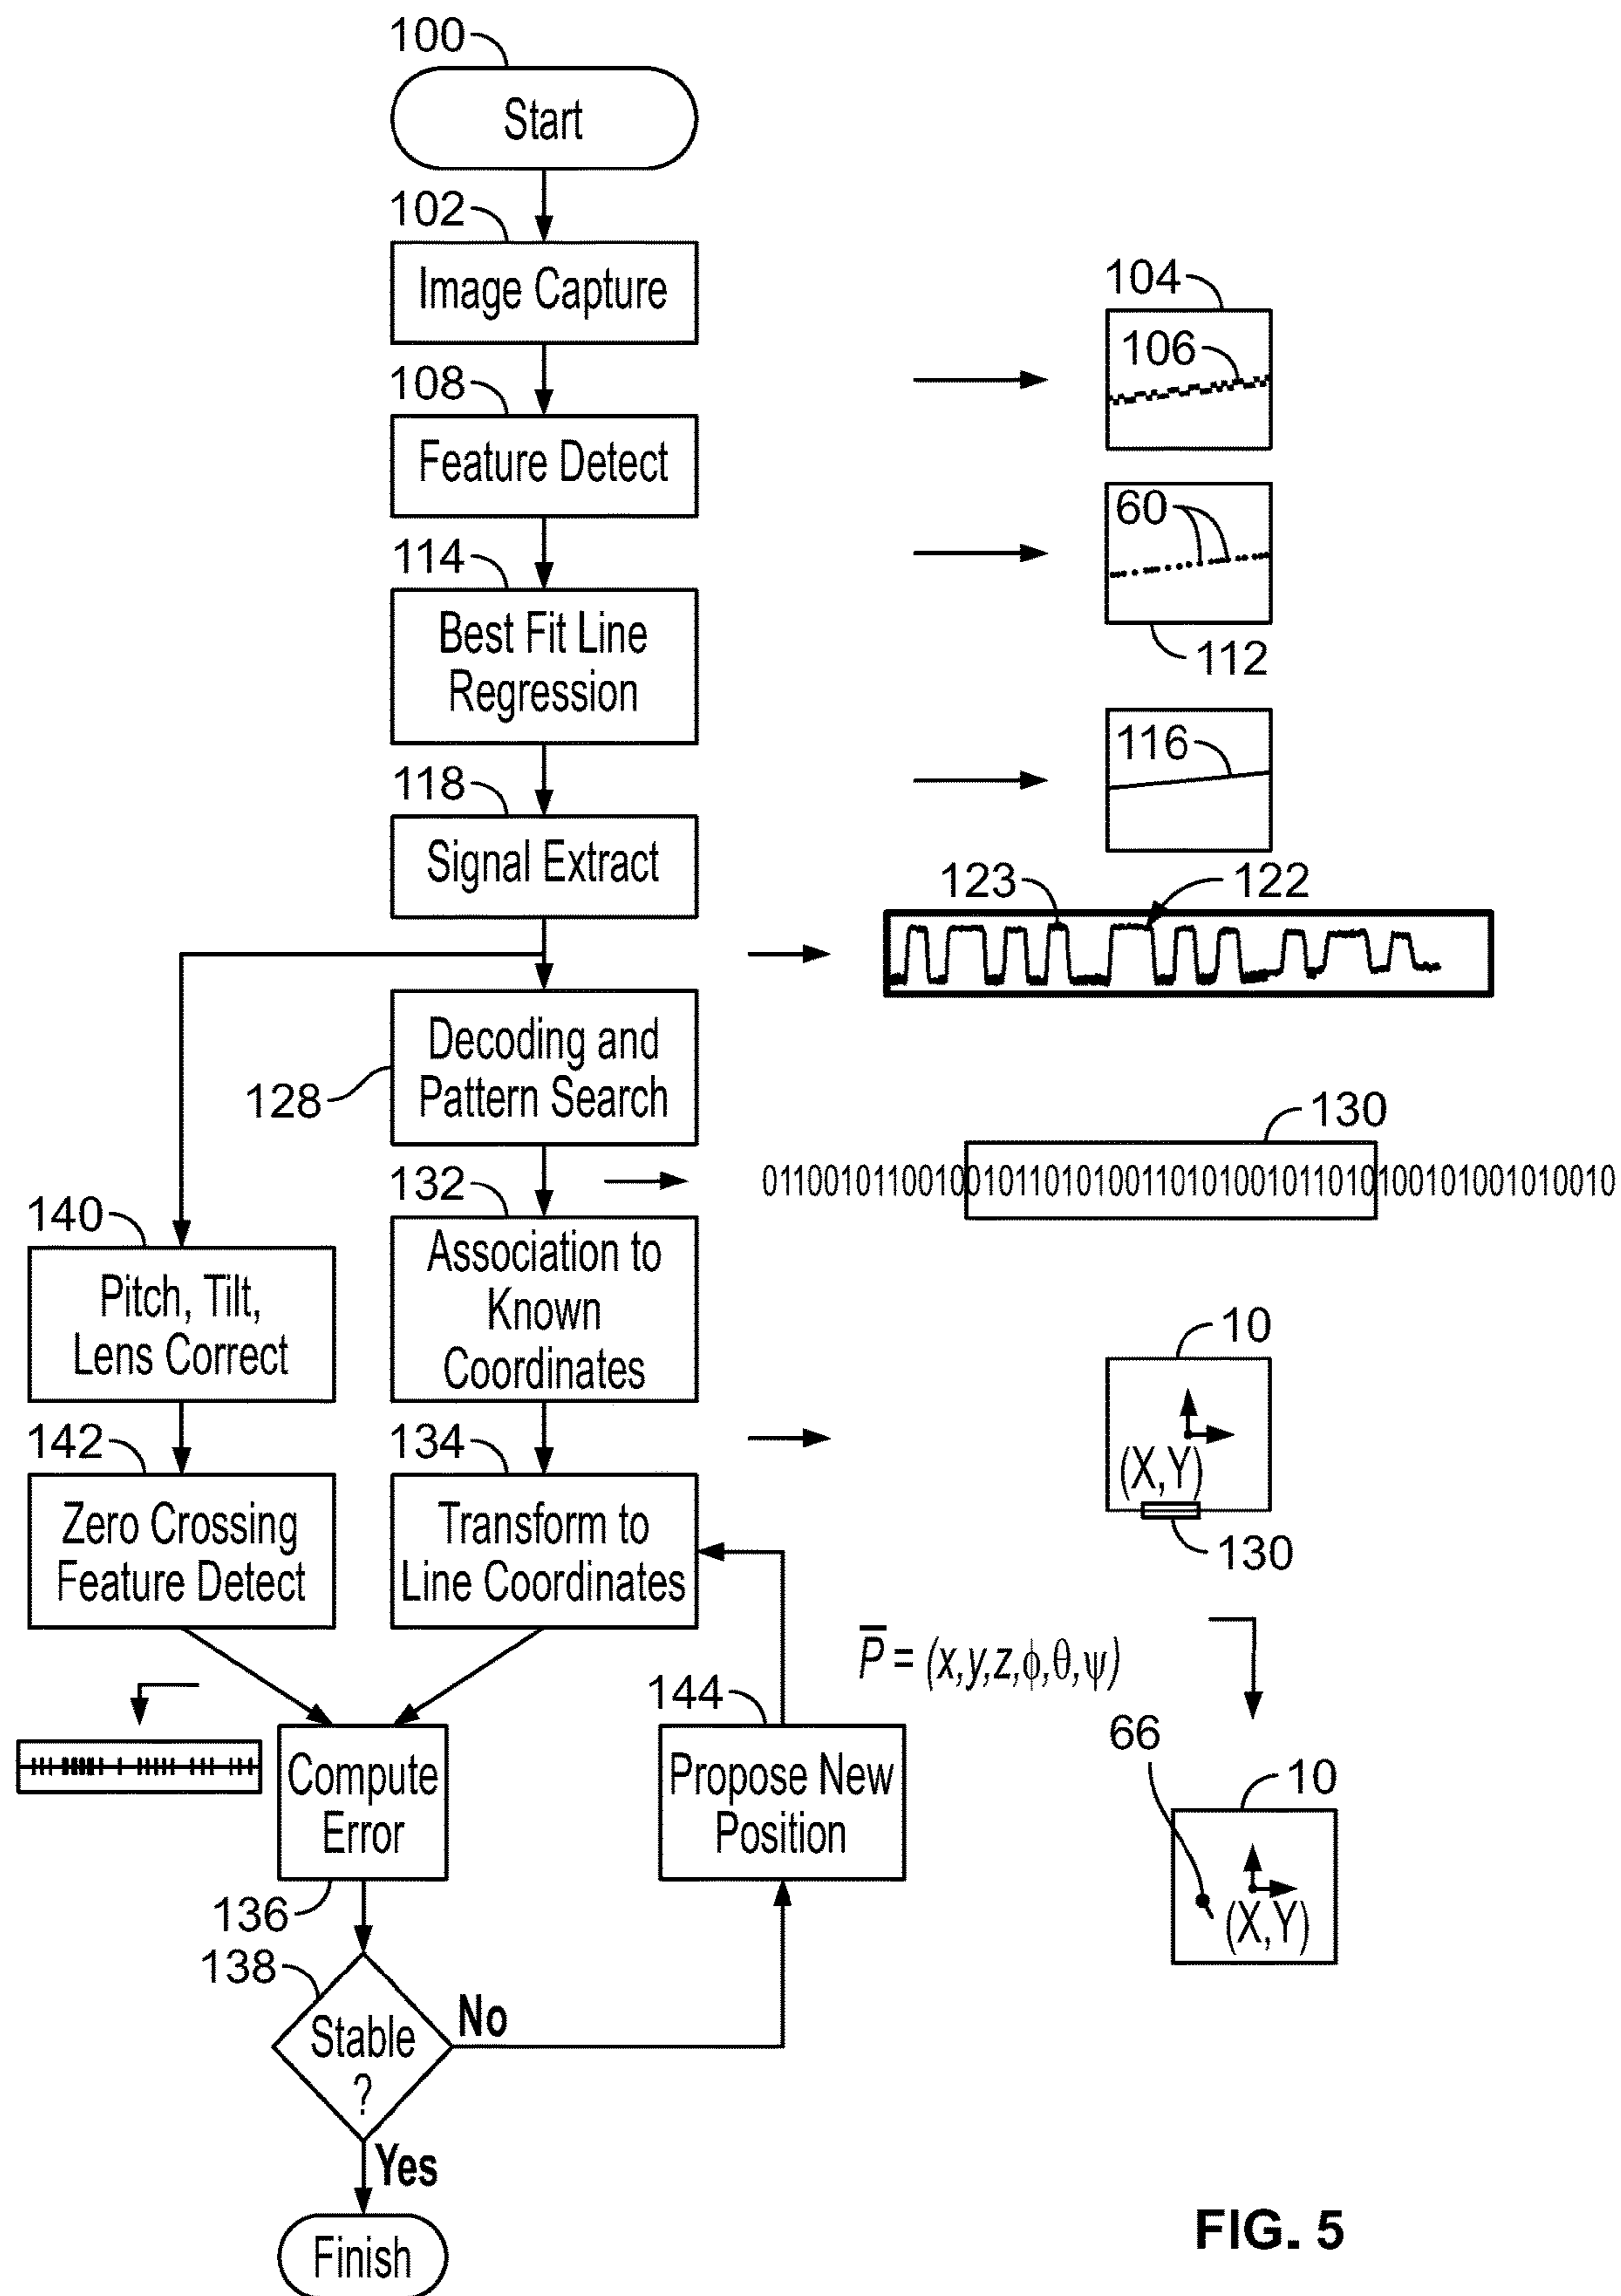 100
Start
102
Image Capture
104
106
108
Feature Detect
60
112
114
Best Fit Line
Regression
116
118
Signal Extract
123
122
Decoding and
Pattern Search
128
130
011001011001001011010100110101001011010100101001010010
132
Association to
Known
Coordinates
140
Pitch, Tilt,
Lens Correct
10
(X,Y)
130
142
Zero Crossing
Feature Detect
134
Transform to
Line Coordinates
P̅ = (x,y,z,ϕ,θ,ψ)
144
Propose New
Position
Compute
Error
136
66
10
(X,Y)
138
Stable
?
No
Yes
Finish
FIG. 5